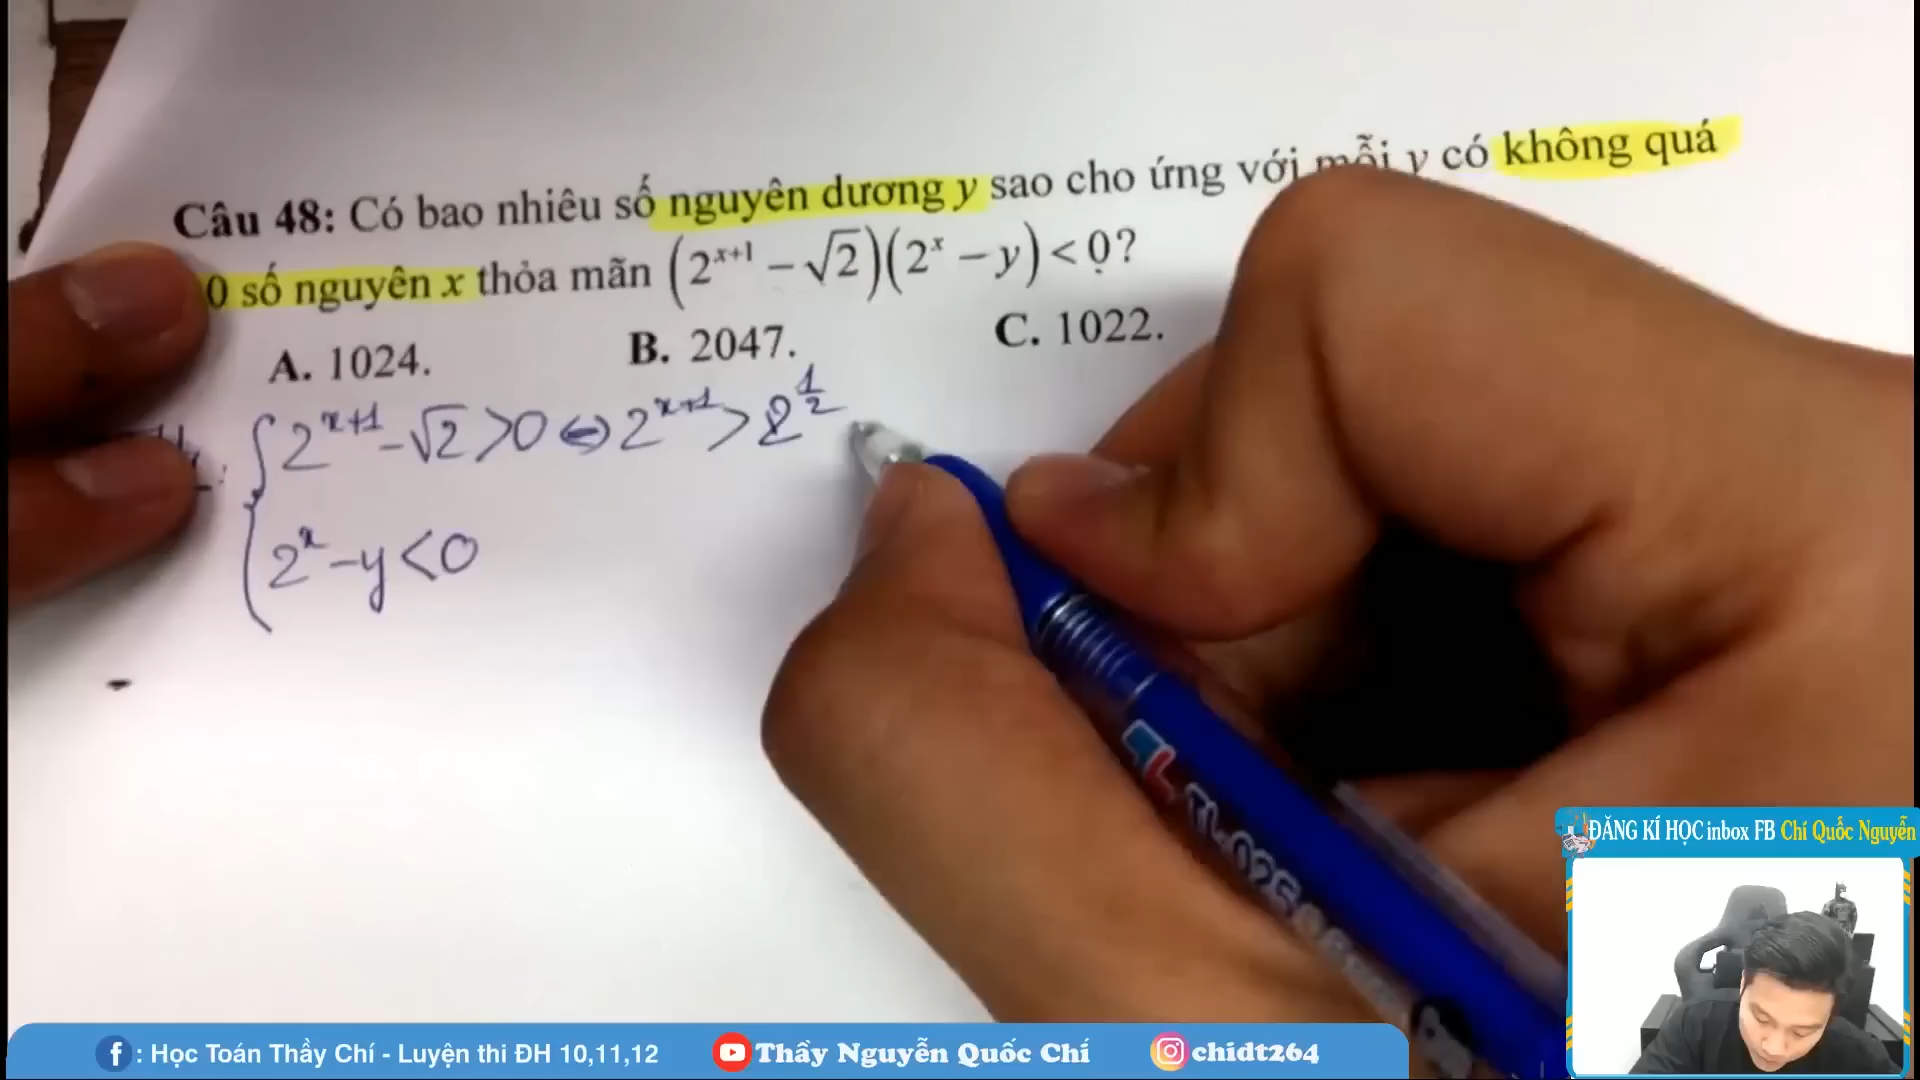 Câu 48: Có bao nhiêu số nguyên dương y sao cho ứng với mỗi y có không quá
0 số nguyên x thỏa mãn (2^{x+1} − √2)(2^x − y) < 0?
A. 1024. B. 2047. C. 1022.
2^{x+1} - √2 > 0 ⇔ 2^{x+1} > 2^{1/2}
2^x - y < 0
TL-025
ĐĂNG KÍ HỌC inbox FB Chí Quốc Nguyễn
f : Học Toán Thầy Chí - Luyện thi ĐH 10,11,12 Thầy Nguyễn Quốc Chí chidt264